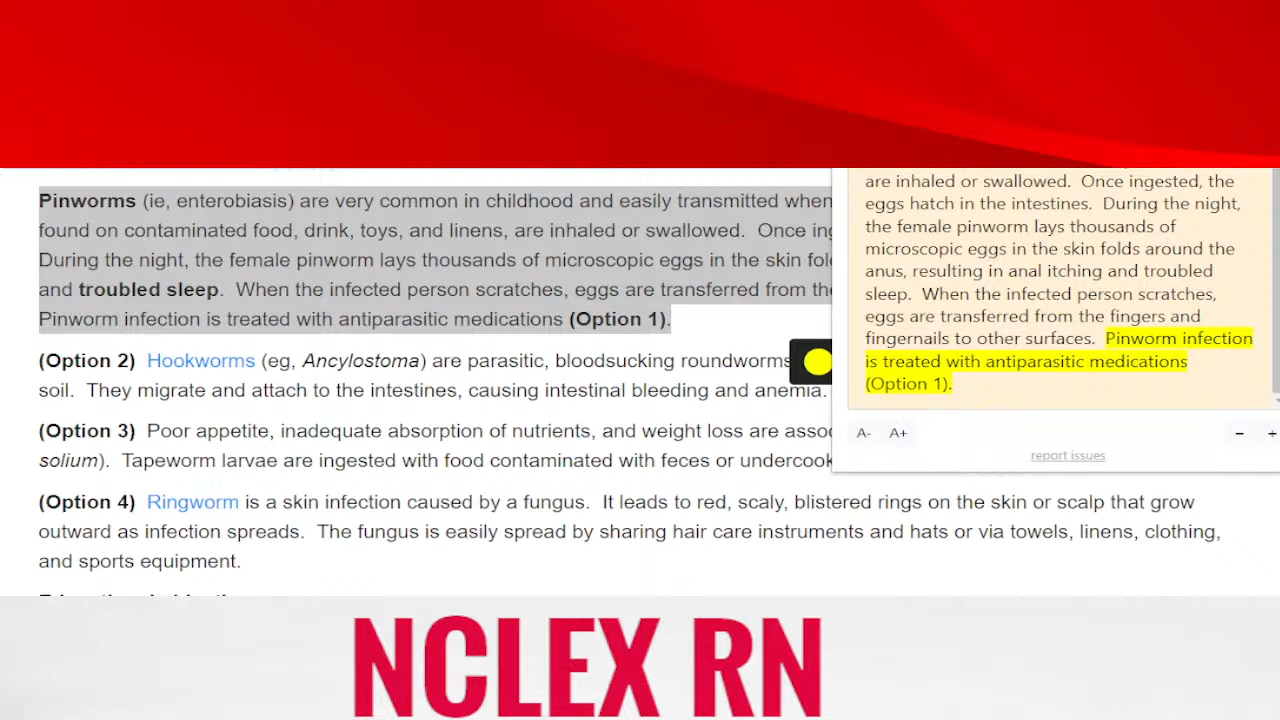 Pinworms (ie, enterobiasis) are very common in childhood and easily transmitted when
found on contaminated food, drink, toys, and linens, are inhaled or swallowed. Once
During the night, the female pinworm lays thousands of microscopic eggs in the skin
and troubled sleep. When the infected person scratches, eggs are transferred from the
Pinworm infection is treated with antiparasitic medications (Option 1).
(Option 2) Hookworms (eg, Ancylostoma) are parasitic, bloodsucking roundworms
soil. They migrate and attach to the intestines, causing intestinal bleeding and anemia.
(Option 3) Poor appetite, inadequate absorption of nutrients, and weight loss are
solium). Tapeworm larvae are ingested with food contaminated with feces or
(Option 4) Ringworm is a skin infection caused by a fungus. It leads to red, scaly, blistered rings on the skin or scalp that grow
outward as infection spreads. The fungus is easily spread by sharing hair care instruments and hats or via towels, linens, clothing,
and sports equipment.
are inhaled or swallowed. Once ingested, the
eggs hatch in the intestines. During the night,
the female pinworm lays thousands of
microscopic eggs in the skin folds around the
anus, resulting in anal itching and troubled
sleep. When the infected person scratches,
eggs are transferred from the fingers and
fingernails to other surfaces. Pinworm infection
is treated with antiparasitic medications
(Option 1).
A- A+ − +
report issues
NCLEX RN